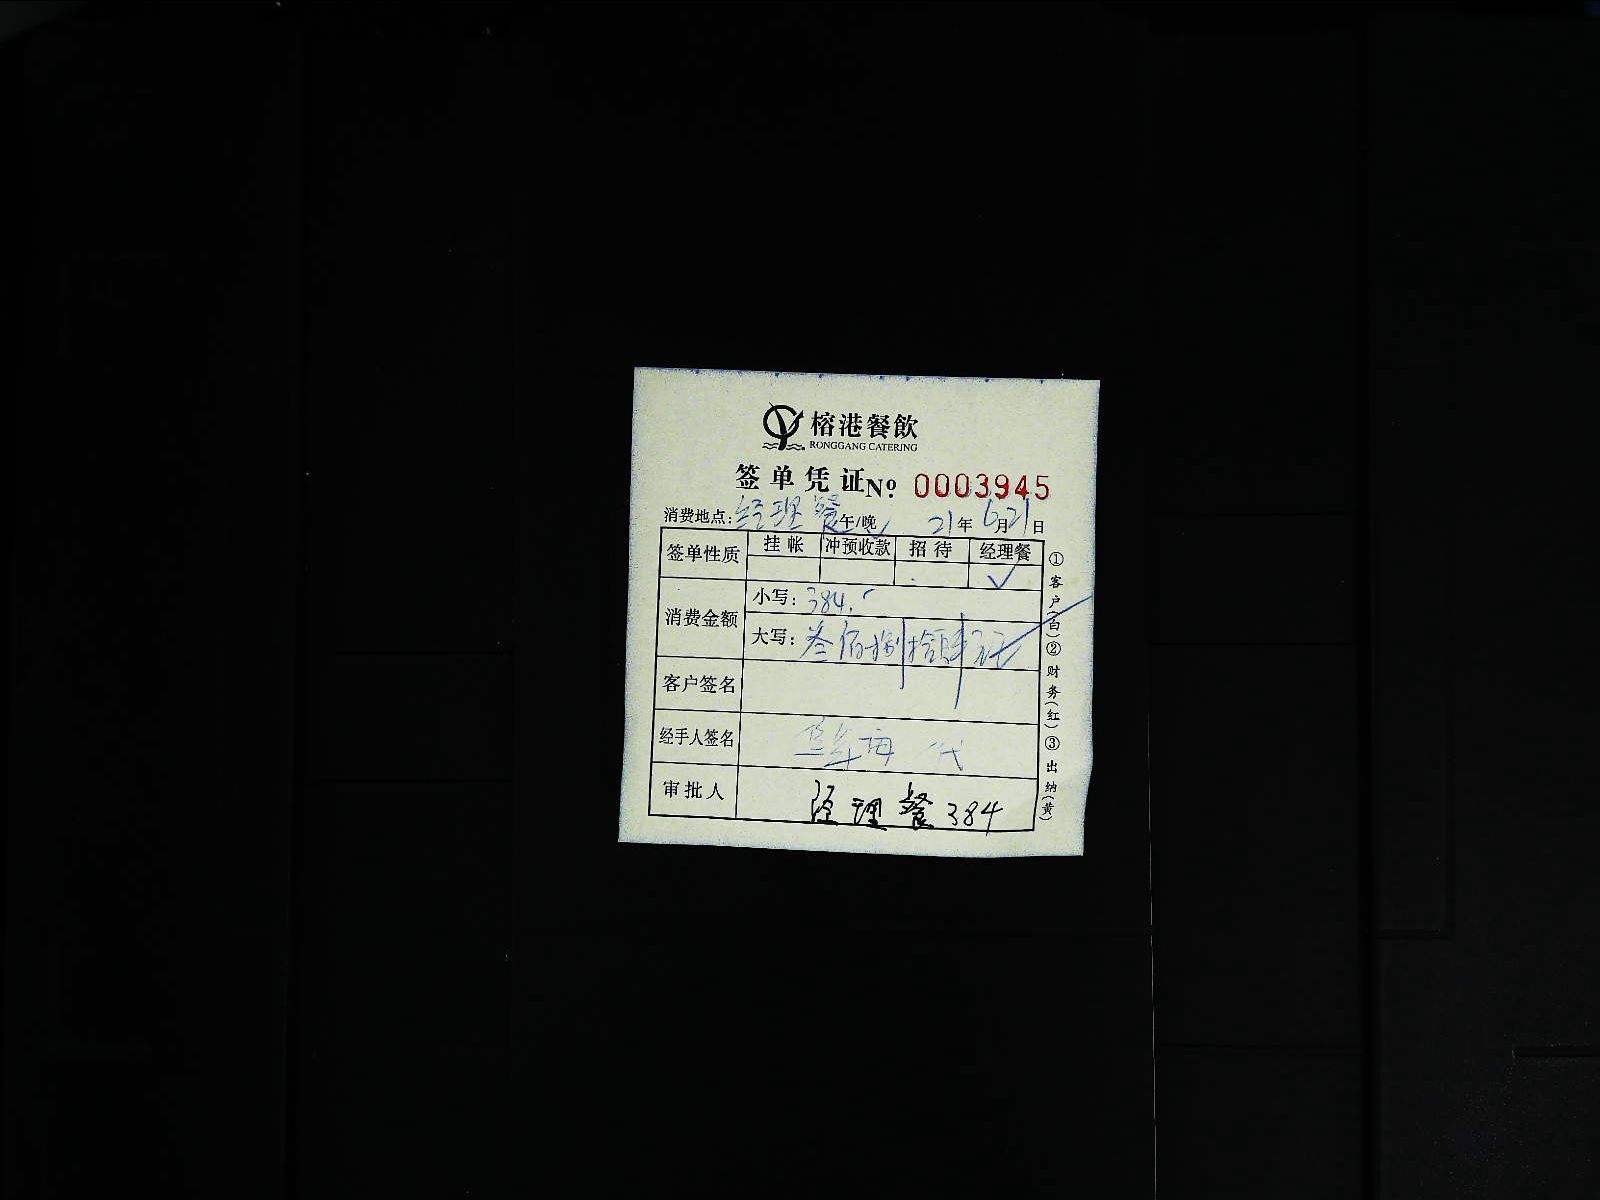 榕港餐飲
RONGGANG CATERING
签单凭证 Nº 0003945
消费地点: 经理餐 午/晚 21年6月21日
签单性质 挂帐 冲预收款 招待 经理餐
✓
消费金额 小写: 384.-
大写: 叁佰捌拾肆元正
客户签名
经手人签名 代
审批人 经理餐 384
①客户(白)②财务(红)③出纳(黄)